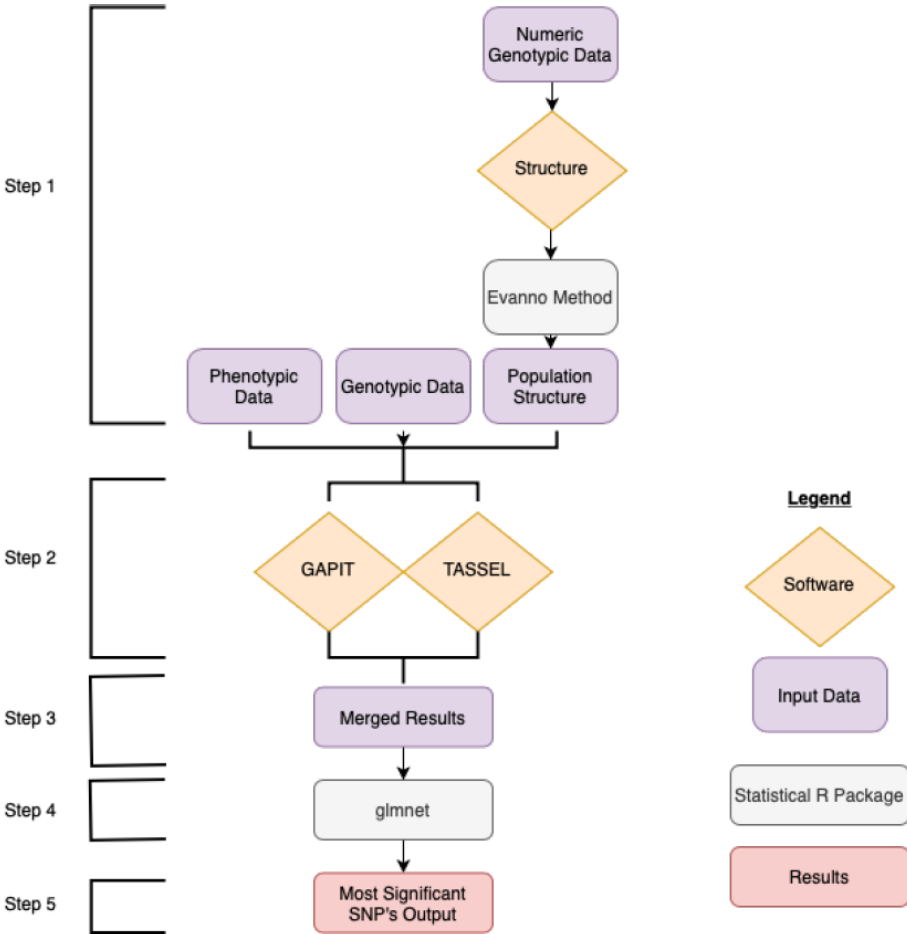 Numeric
Genotypic Data
Step 1
Structure
Evanno Method
Phenotypic
Data
Genotypic Data
Population
Structure
Legend
Step 2
GAPIT
TASSEL
Software
Step 3
Merged Results
Input Data
Step 4
glmnet
Statistical R Package
Step 5
Most Significant
SNP's Output
Results